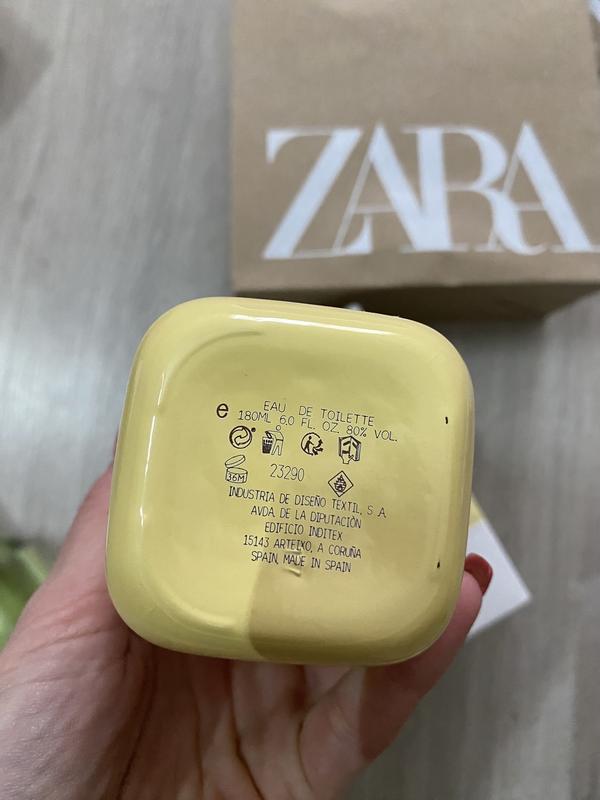 ZARA
e EAU DE TOILETTE
180ML 6.0 FL. OZ. 80% VOL.
36M 23290
INDUSTRIA DE DISEÑO TEXTIL, S.A.
AVDA. DE LA DIPUTACIÒN
EDIFICIO INDITEX
15143 ARTEIXO, A CORUÑA
SPAIN, MADE IN SPAIN